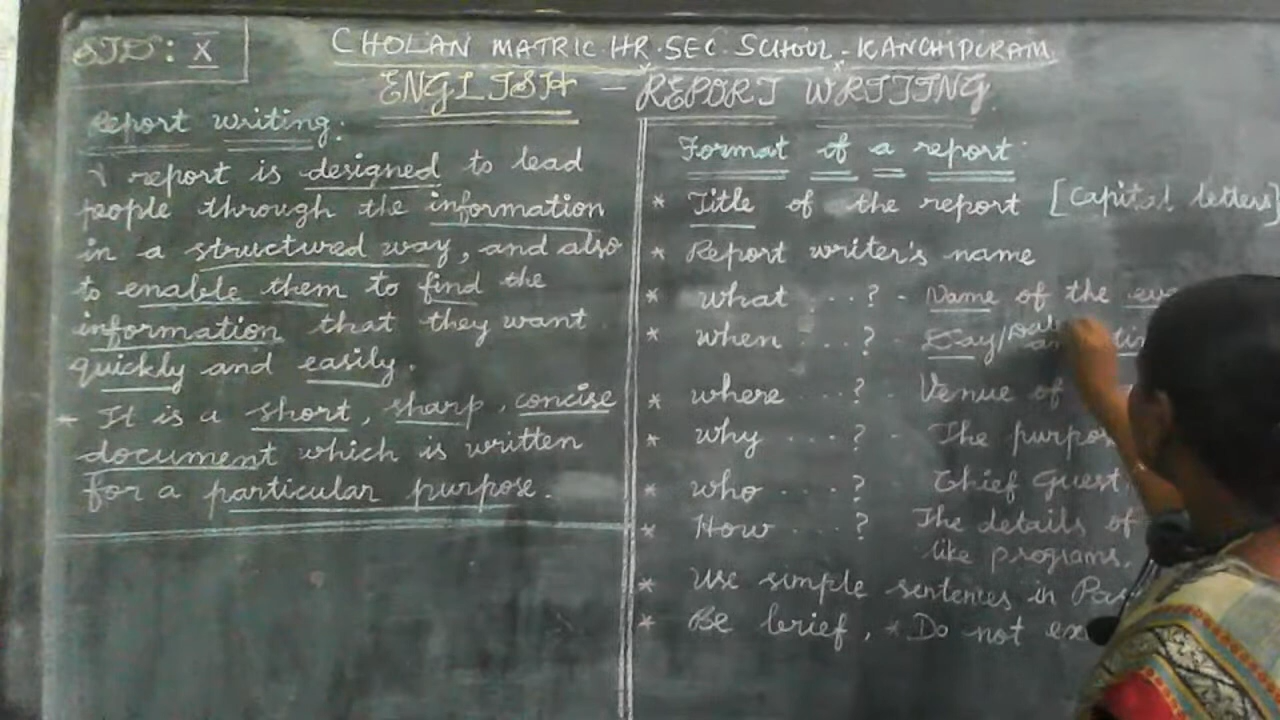 STD: X
CHOLAN MATRIC HR. SEC. SCHOOL - KANCHIPURAM
ENGLISH - REPORT WRITING
Report writing:
A report is designed to lead
people through the information
in a structured way, and also
to enable them to find the
information that they want
quickly and easily.
- It is a short, sharp, concise
document which is written
for a particular purpose.
Format of a report:
* Title of the report [Capital letters]
* Report writer's name
* what ...? - Name of the
* when ...? - Day/
* where ...? Venue of
* why ...? - The
* who ...? Chief Guest,
* How ...? The details of
like programs.
* Use simple sentences in
* Be brief, * Do not